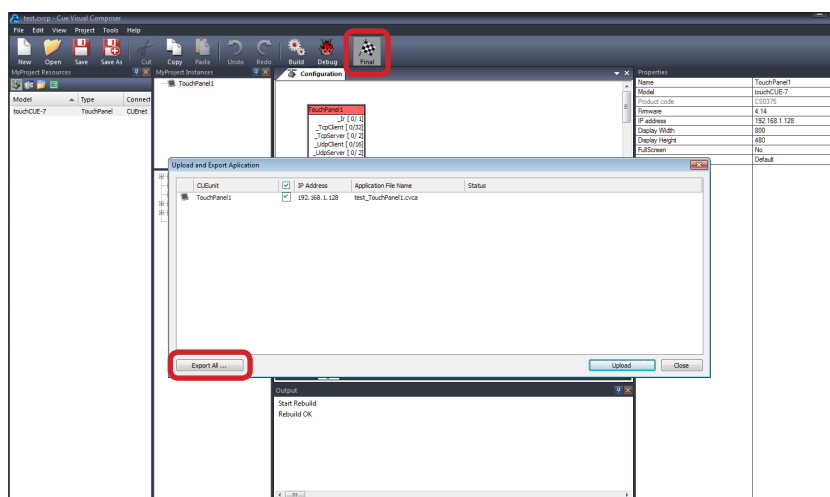 test.cvcp - Cue Visual Composer
File Edit View Project Tools Help
New Open Save Save As Cut Copy Paste Undo Redo Build Debug Final
MyProject Resources
Model Type Connect
touchCUE-7 TouchPanel CUEnet
MyProject Instances
TouchPanel1
Configuration
TouchPanel1
_Ir [ 0/ 1]
_TcpClient [ 0/32]
_TcpServer [ 0/ 2]
_UdpClient [ 0/16]
_UdpServer [ 0/ 2]
Properties
Name TouchPanel1
Model touchCUE-7
Product code CS0375
Firmware 4.14
IP address 192.168.1.128
Display Width 800
Display Height 480
FullScreen No
Default
Upload and Export Aplication
CUEunit IP Address Application File Name Status
TouchPanel1 192.168.1.128 test_TouchPanel1.cvca
Export All ... Upload Close
Output
Start Rebuild
Rebuild OK